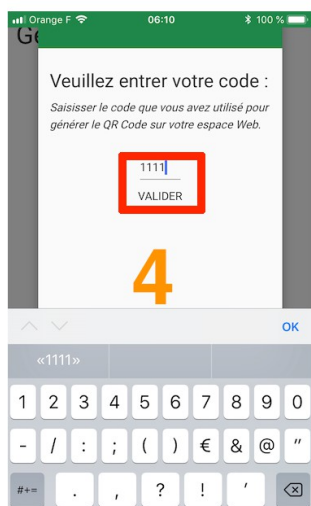 Orange F 06:10 100 %
Ge
Veuillez entrer votre code :
Saisisser le code que vous avez utilisé pour
générer le QR Code sur votre espace Web.
1111
VALIDER
4
OK
«1111»
1 2 3 4 5 6 7 8 9 0
- / : ; ( ) € & @ "
#+= . , ? ! '